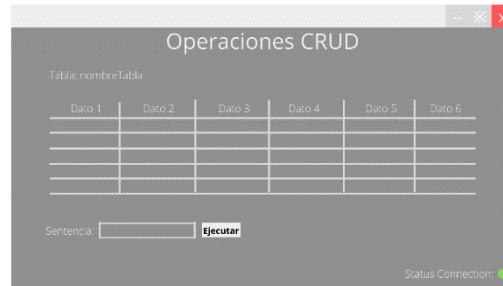 Operaciones CRUD
Tabla: nombreTabla
Dato 1 Dato 2 Dato 3 Dato 4 Dato 5 Dato 6
Sentencia: Ejecutar
Status Connection: